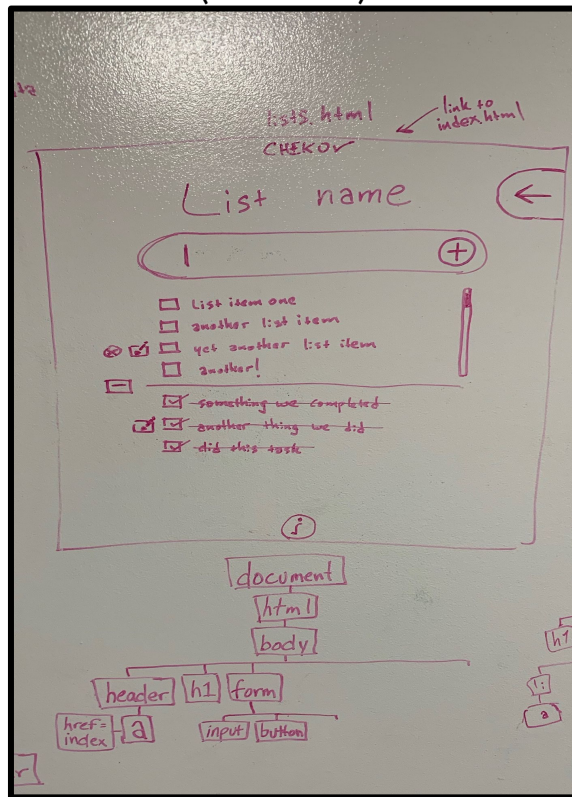 lists.html
link to
index.html
CHEKOV
List name
List item one
another list item
yet another list item
another!
something we completed
another thing we did
did this task
i
document
html
body
header h1 form
href=
index
a
input button
h1
li
a
r